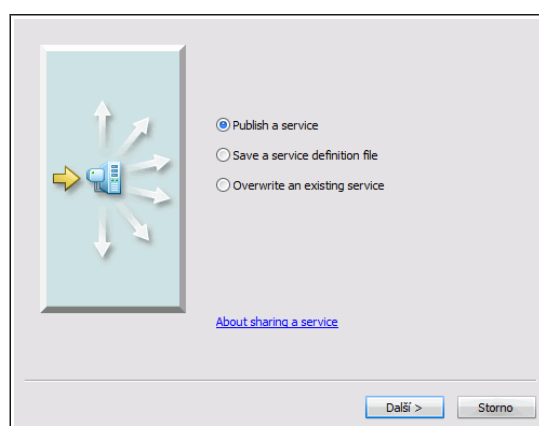 Publish a service
Save a service definition file
Overwrite an existing service
About sharing a service
Další >
Storno